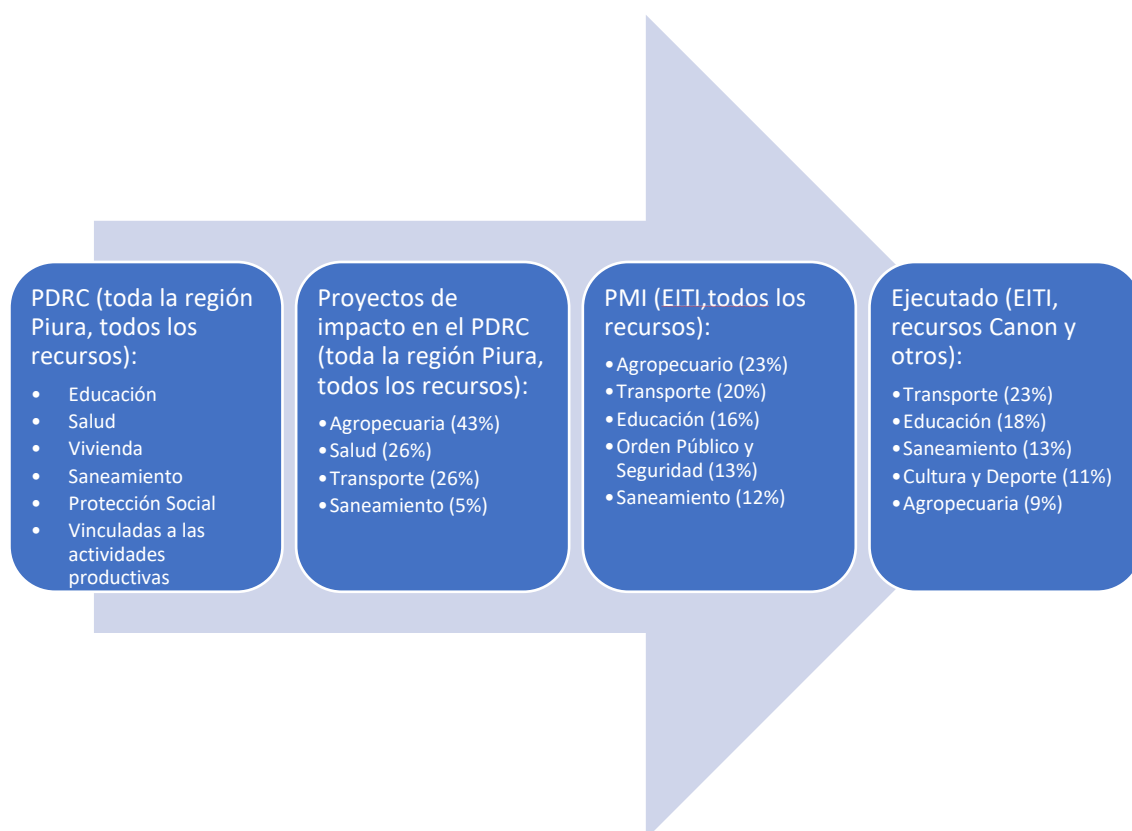 PDRC (toda la región
Piura, todos los
recursos):
• Educación
• Salud
• Vivienda
• Saneamiento
• Protección Social
• Vinculadas a las
actividades
productivas
Proyectos de
impacto en el PDRC
(toda la región Piura,
todos los recursos):
• Agropecuaria (43%)
• Salud (26%)
• Transporte (26%)
• Saneamiento (5%)
PMI (EITI,todos los
recursos):
• Agropecuario (23%)
• Transporte (20%)
• Educación (16%)
• Orden Público y
Seguridad (13%)
• Saneamiento (12%)
Ejecutado (EITI,
recursos Canon y
otros):
• Transporte (23%)
• Educación (18%)
• Saneamiento (13%)
• Cultura y Deporte (11%)
• Agropecuaria (9%)